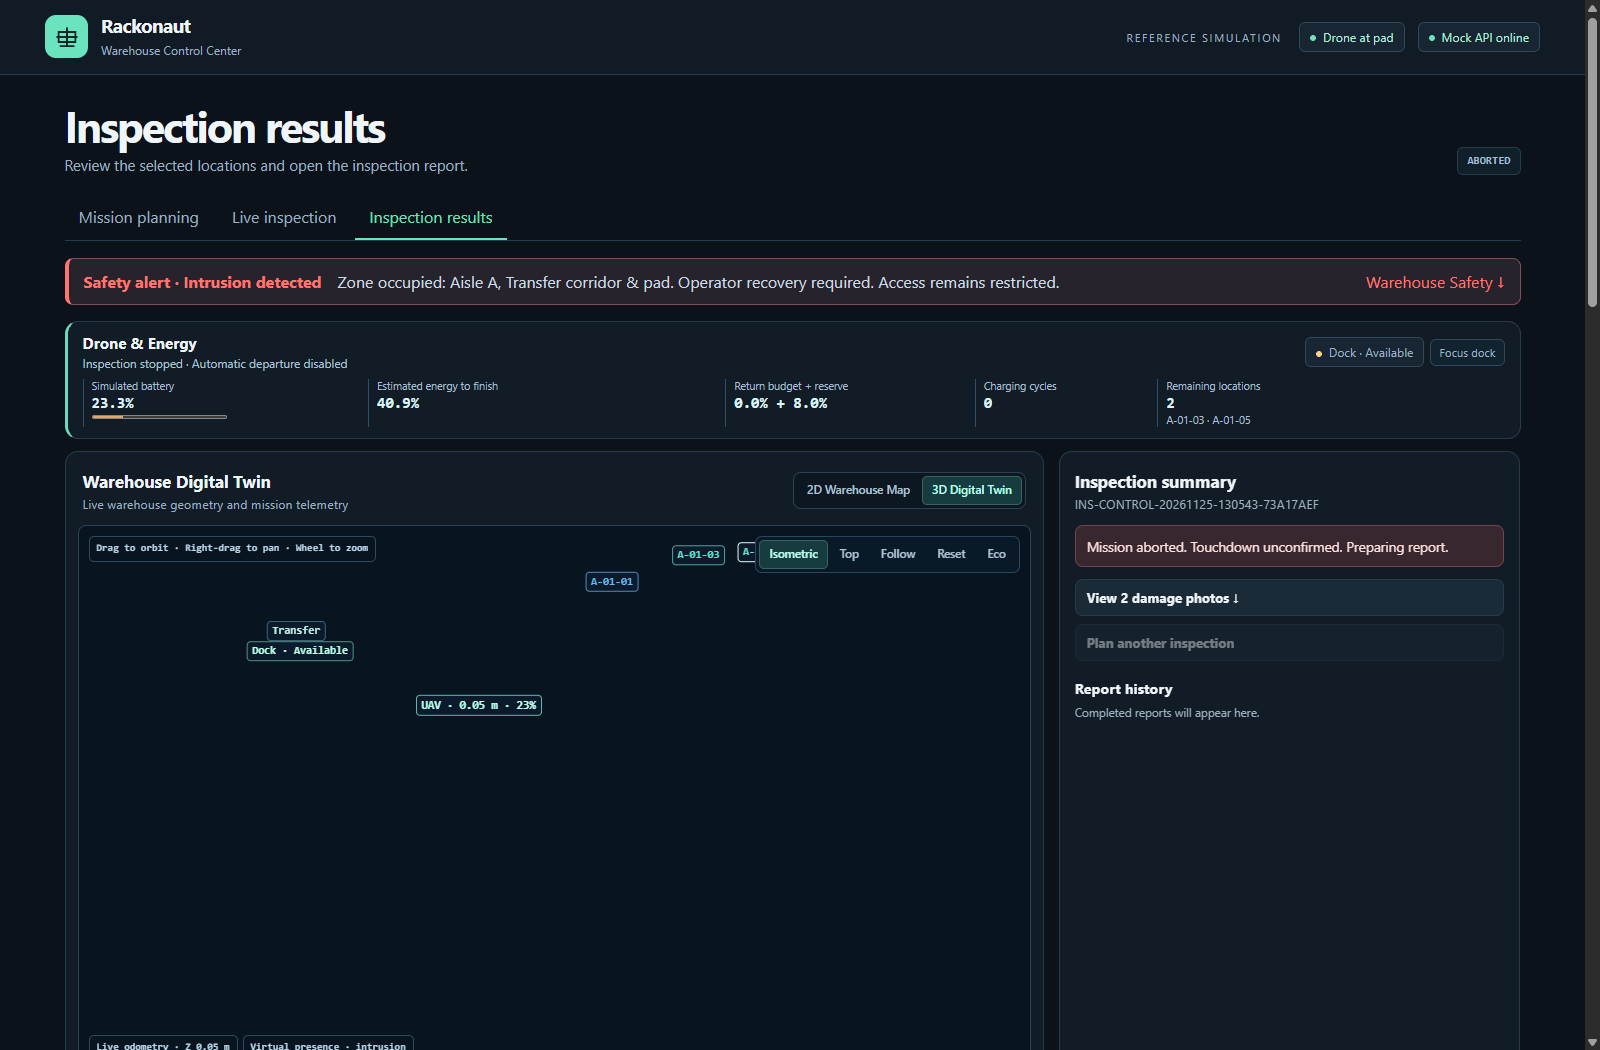 Rackonaut
Warehouse Control Center
REFERENCE SIMULATION
Drone at pad
Mock API online
Inspection results
Review the selected locations and open the inspection report.
ABORTED
Mission planning
Live inspection
Inspection results
Safety alert · Intrusion detected
Zone occupied: Aisle A, Transfer corridor & pad. Operator recovery required. Access remains restricted.
Warehouse Safety ↓
Drone & Energy
Inspection stopped · Automatic departure disabled
Dock · Available
Focus dock
Simulated battery
23.3%
Estimated energy to finish
40.9%
Return budget + reserve
0.0% + 8.0%
Charging cycles
0
Remaining locations
2
A-01-03 · A-01-05
Warehouse Digital Twin
Live warehouse geometry and mission telemetry
2D Warehouse Map
3D Digital Twin
Drag to orbit · Right-drag to pan · Wheel to zoom
A-01-03
A-
Isometric
Top
Follow
Reset
Eco
A-01-01
Transfer
Dock · Available
UAV · 0.05 m · 23%
Live odometry · Z 0.05 m
Virtual presence · intrusion
Inspection summary
INS-CONTROL-20261125-130543-73A17AEF
Mission aborted. Touchdown unconfirmed. Preparing report.
View 2 damage photos ↓
Plan another inspection
Report history
Completed reports will appear here.